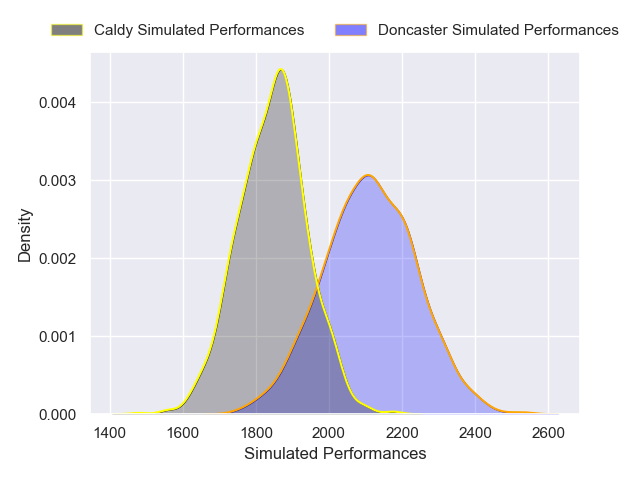 Caldy Simulated Performances Doncaster Simulated Performances
0.004
0.003
0.002
0.001
0.000
Density
1400 1600 1800 2000 2200 2400 2600
Simulated Performances